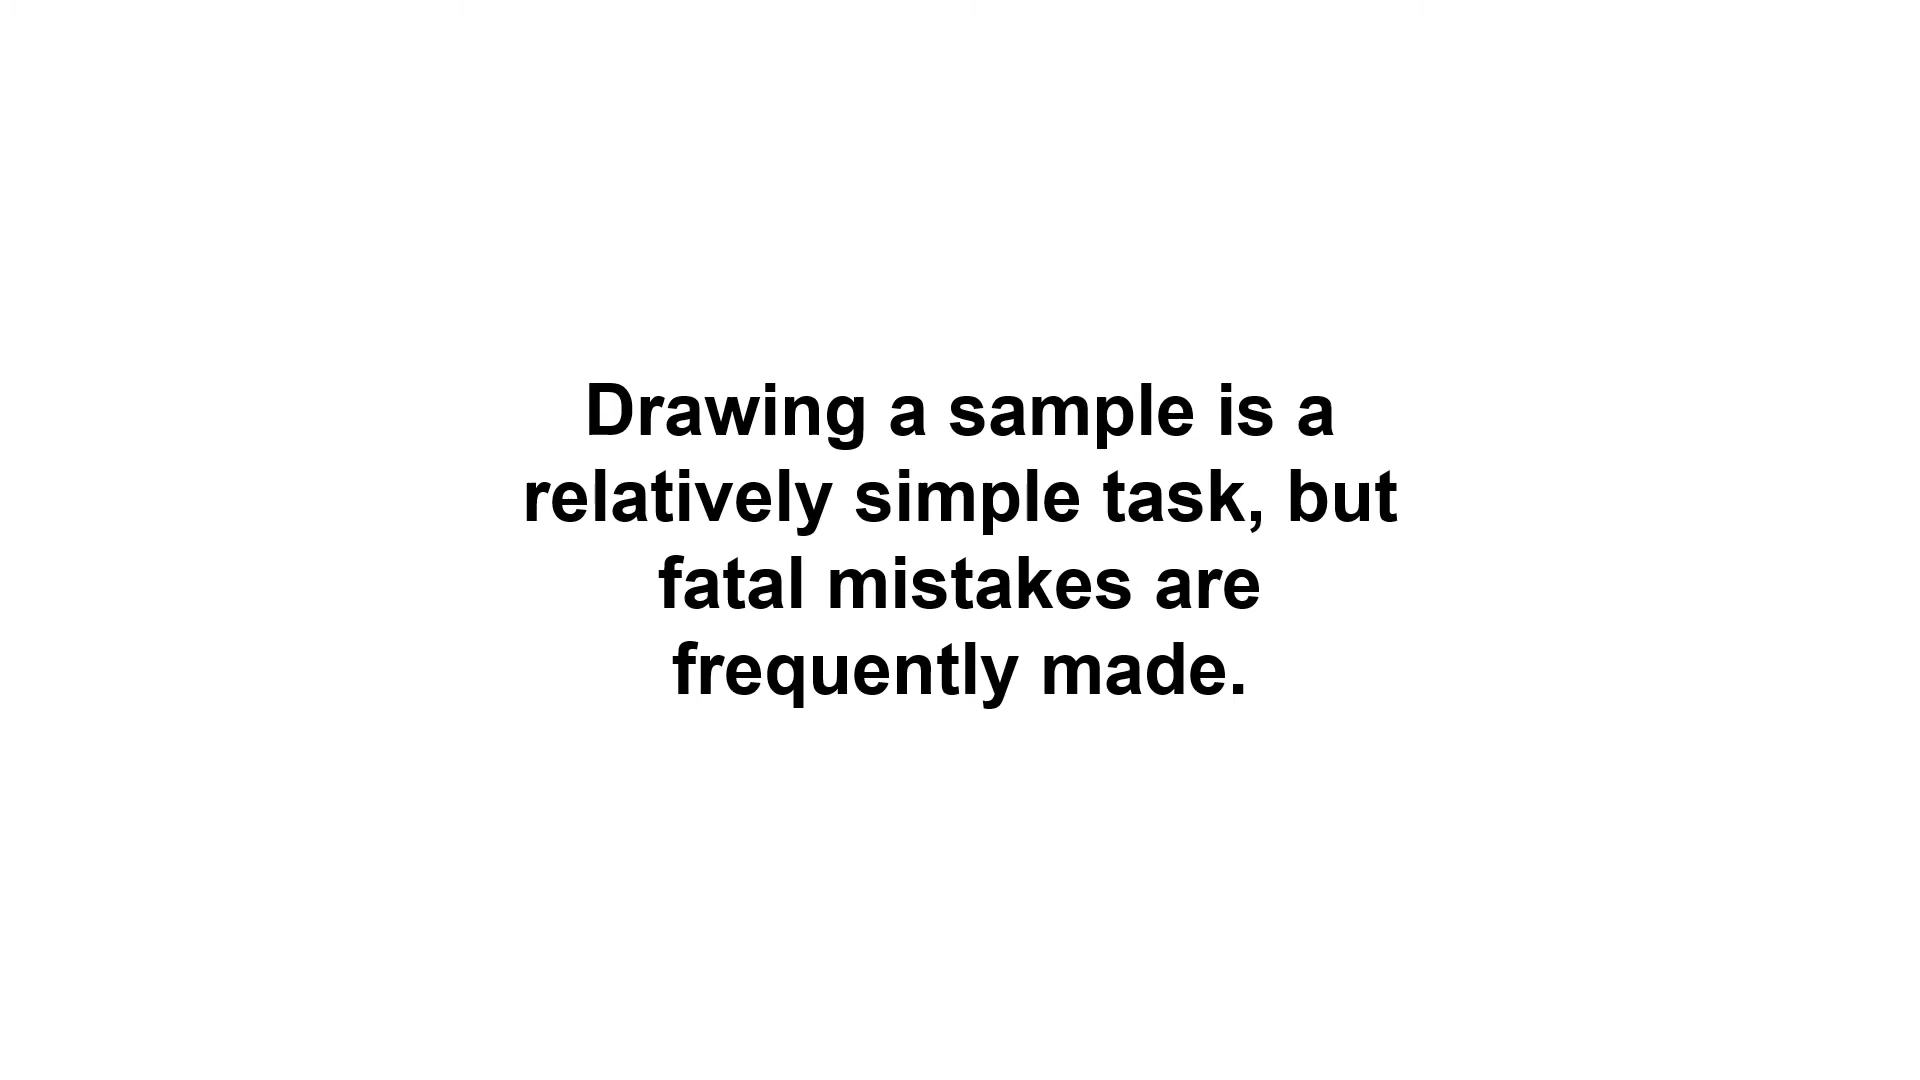 Drawing a sample is a
relatively simple task, but
fatal mistakes are
frequently made.